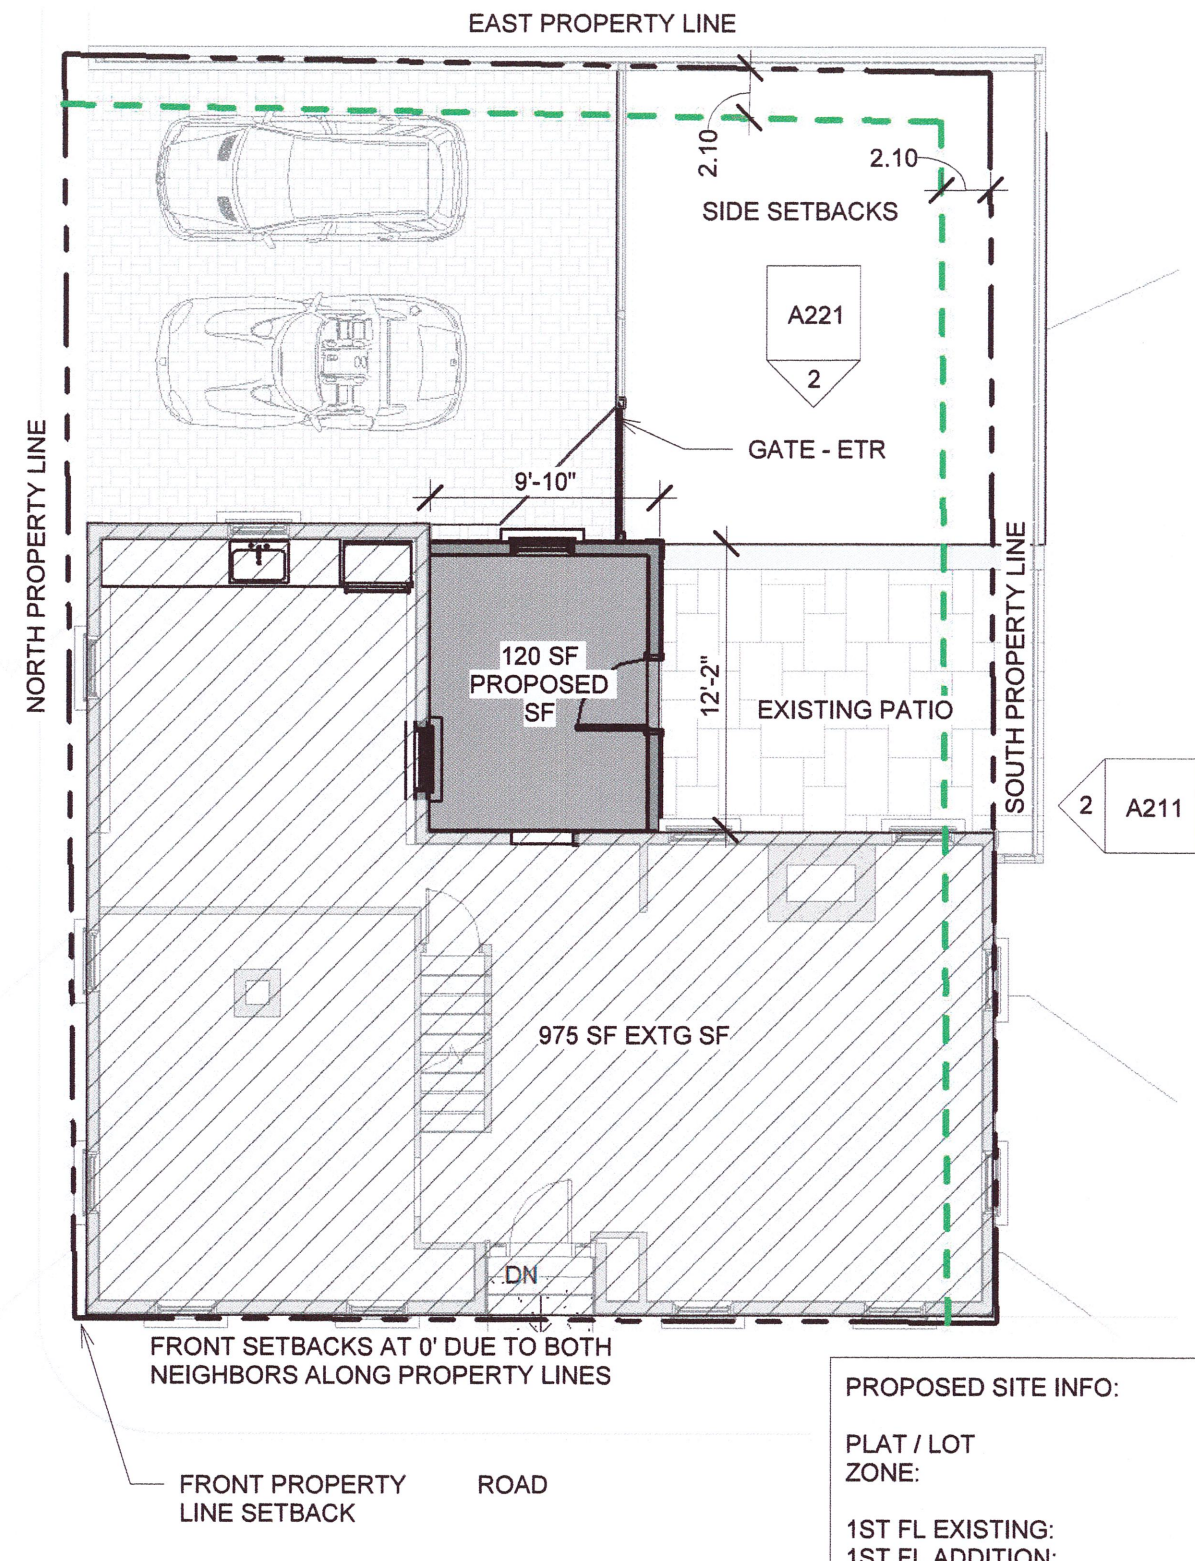 EAST PROPERTY LINE
2.10
2.10
SIDE SETBACKS
A221
2
GATE - ETR
9'-10"
NORTH PROPERTY LINE
SOUTH PROPERTY LINE
120 SF
PROPOSED
SF
12'-2"
EXISTING PATIO
2
A211
975 SF EXTG SF
DN
FRONT SETBACKS AT 0' DUE TO BOTH
NEIGHBORS ALONG PROPERTY LINES
FRONT PROPERTY
LINE SETBACK
ROAD
PROPOSED SITE INFO:
PLAT / LOT
ZONE:
1ST FL EXISTING:
1ST FL ADDITION: